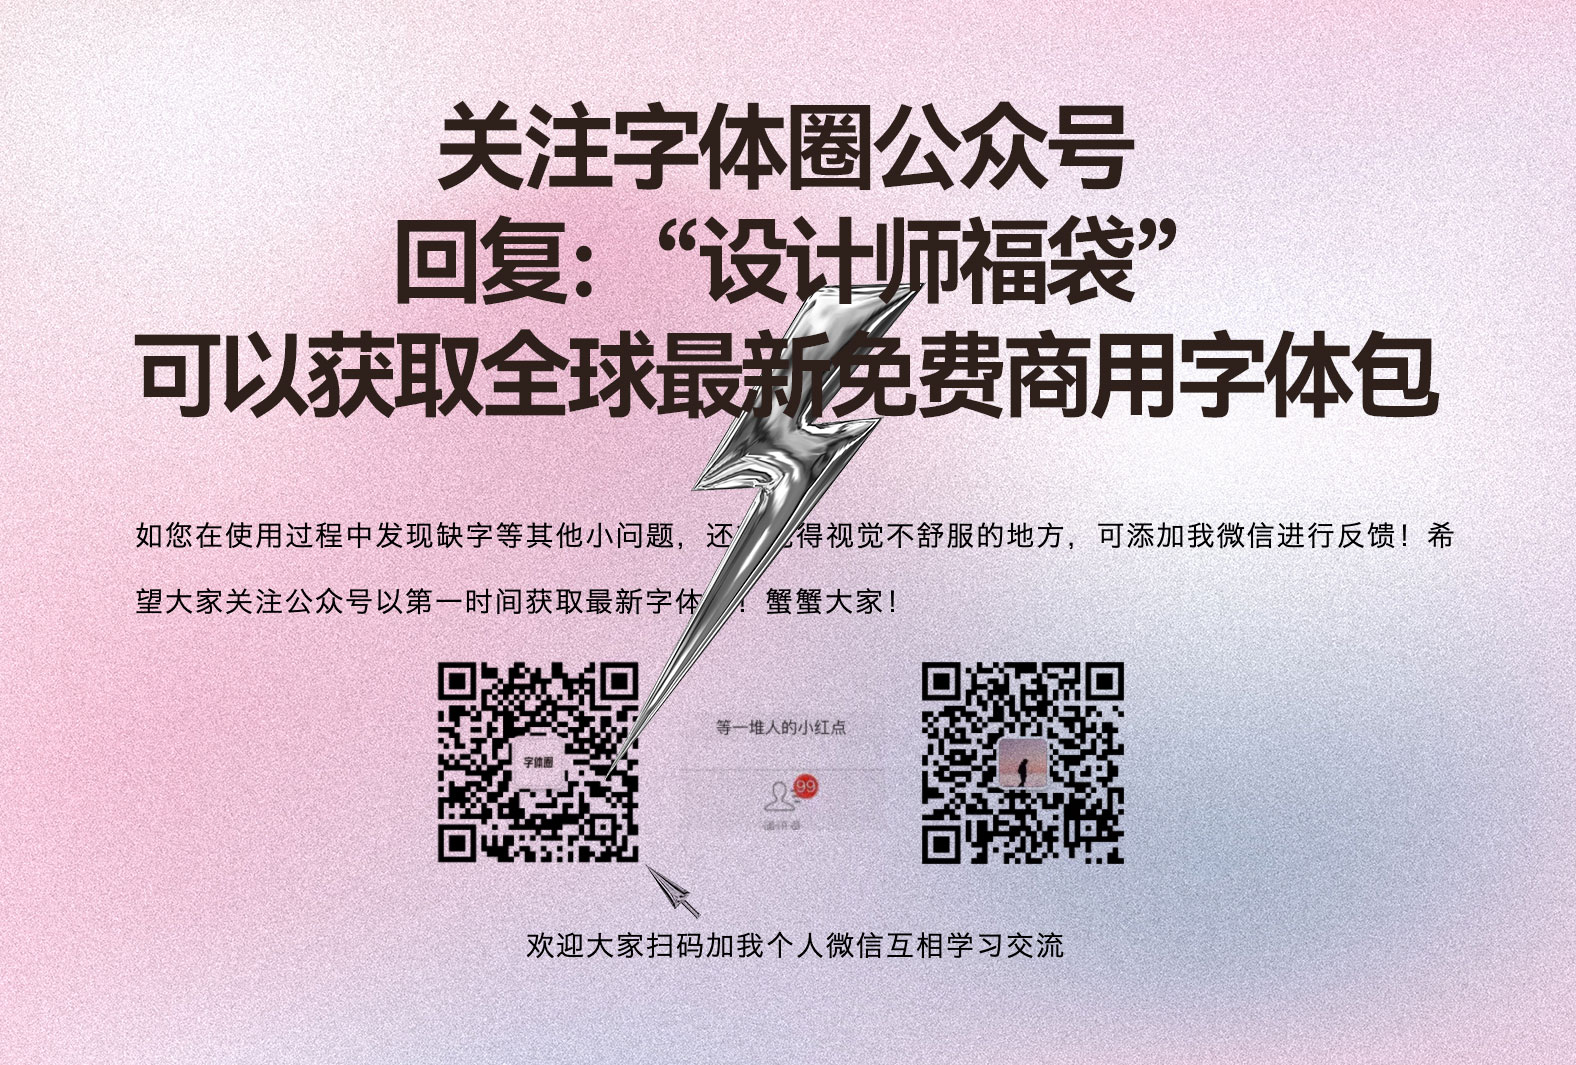 关注字体圈公众号
回复：“设计师福袋”
可以获取全球最新免费商用字体包
如您在使用过程中发现缺字等其他小问题，还 得视觉不舒服的地方，可添加我微信进行反馈！希
望大家关注公众号以第一时间获取最新字体 ！蟹蟹大家！
字体圈
等一堆人的小红点
99
欢迎大家扫码加我个人微信互相学习交流